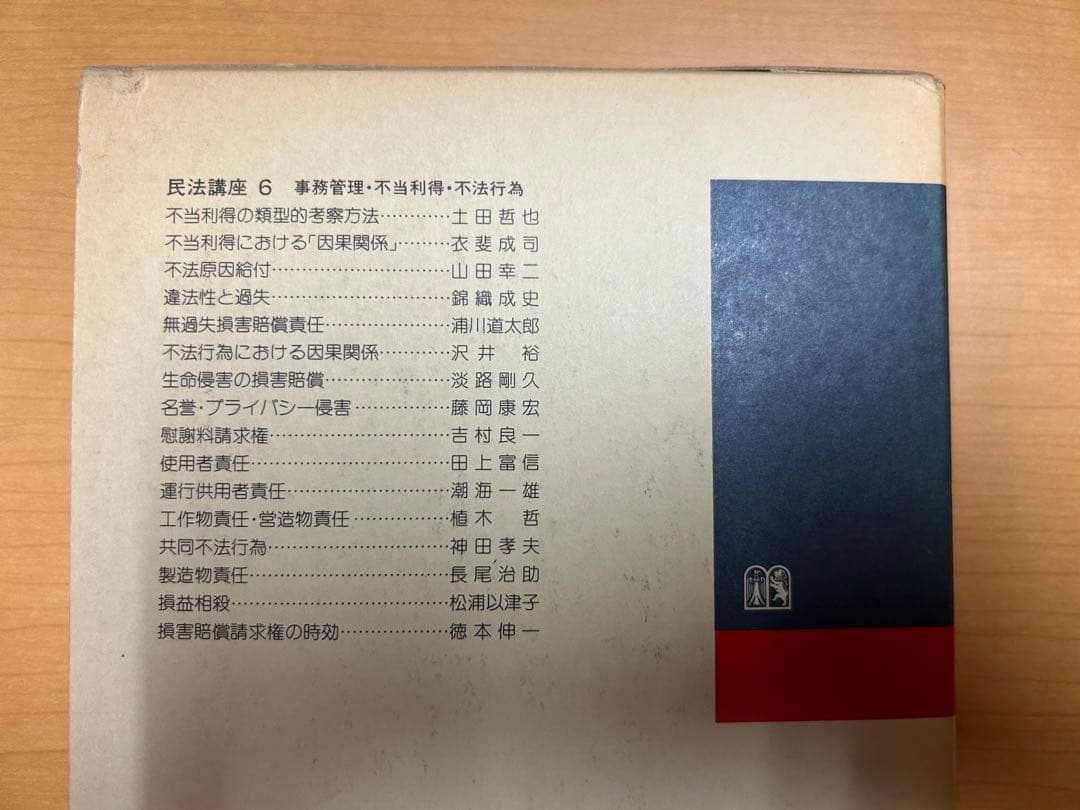 民法講座 6 事務管理・不当利得・不法行為
不当利得の類型的考察方法…………土田哲也
不当利得における「因果関係」………衣斐成司
不法原因給付……………………………山田幸二
違法性と過失……………………………錦織成史
無過失損害賠償責任…………………浦川道太郎
不法行為における因果関係…………沢井 裕
生命侵害の損害賠償…………………淡路剛久
名誉・プライバシー侵害………………藤岡康宏
慰謝料請求権……………………………吉村良一
使用者責任………………………………田上富信
運行供用者責任…………………………潮海一雄
工作物責任・営造物責任………………植木 哲
共同不法行為……………………………神田孝夫
製造物責任………………………………長尾治助
損益相殺…………………………………松浦以津子
損害賠償請求権の時効………………徳本伸一